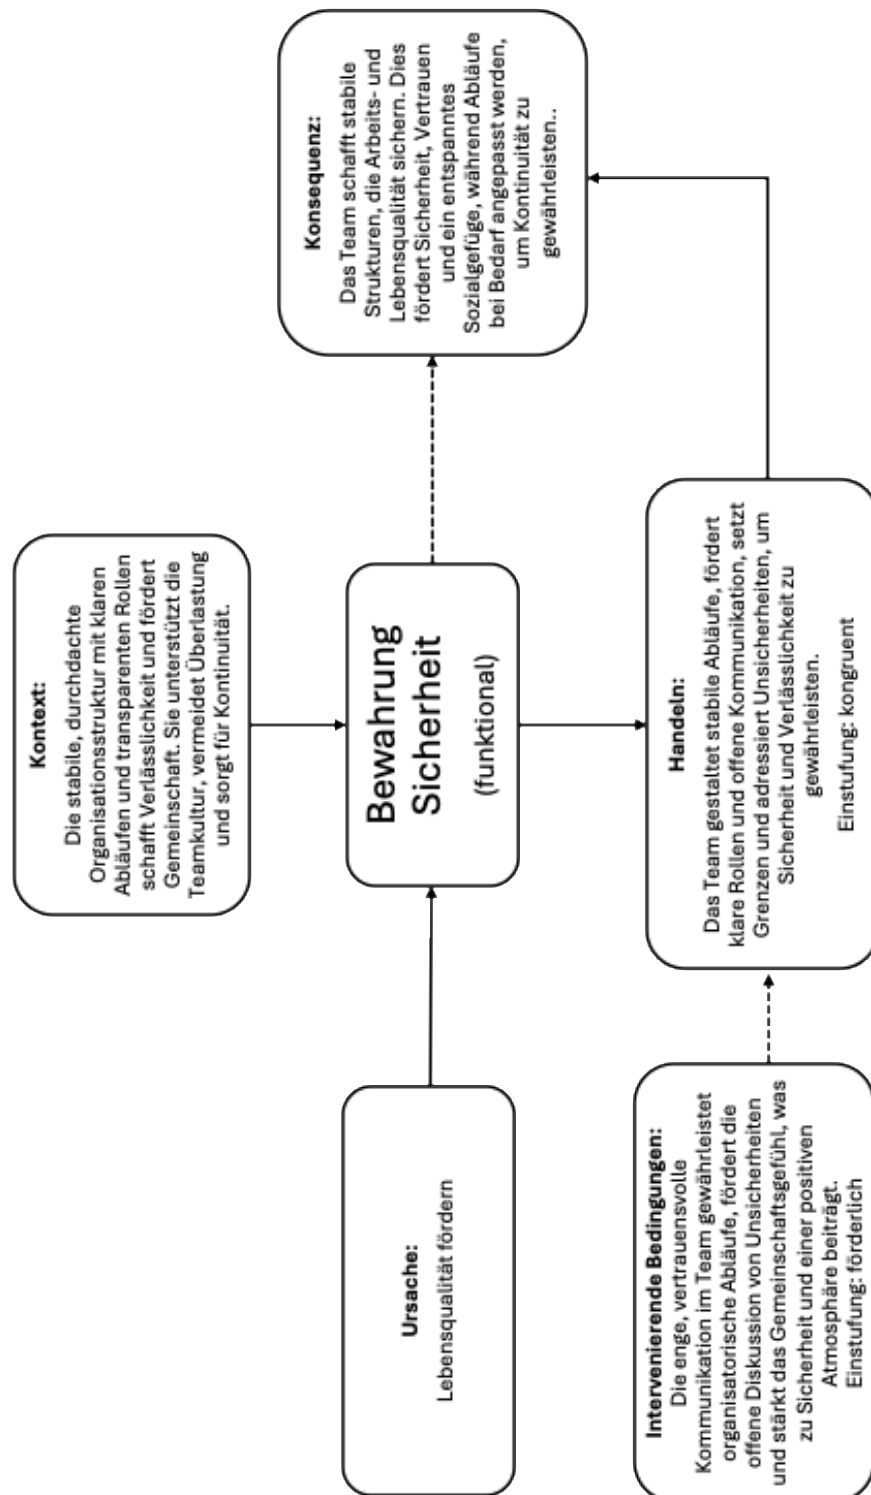 Kontext:
Die stabile, durchdachte
Organisationsstruktur mit klaren
Abläufen und transparenten Rollen
schafft Verlässlichkeit und fördert
Gemeinschaft. Sie unterstützt die
Teamkultur, vermeidet Überlastung
und sorgt für Kontinuität.
Ursache:
Lebensqualität fördern
Bewahrung
Sicherheit
(funktional)
Konsequenz:
Das Team schafft stabile
Strukturen, die Arbeits- und
Lebensqualität sichern. Dies
fördert Sicherheit, Vertrauen
und ein entspanntes
Sozialgefüge, während Abläufe
bei Bedarf angepasst werden,
um Kontinuität zu
gewährleisten..
Intervenierende Bedingungen:
Die enge, vertrauensvolle
Kommunikation im Team gewährleistet
organisatorische Abläufe, fördert die
offene Diskussion von Unsicherheiten
und stärkt das Gemeinschaftsgefühl, was
zu Sicherheit und einer positiven
Atmosphäre beiträgt.
Einstufung: förderlich
Handeln:
Das Team gestaltet stabile Abläufe, fördert
klare Rollen und offene Kommunikation, setzt
Grenzen und adressiert Unsicherheiten, um
Sicherheit und Verlässlichkeit zu
gewährleisten.
Einstufung: kongruent